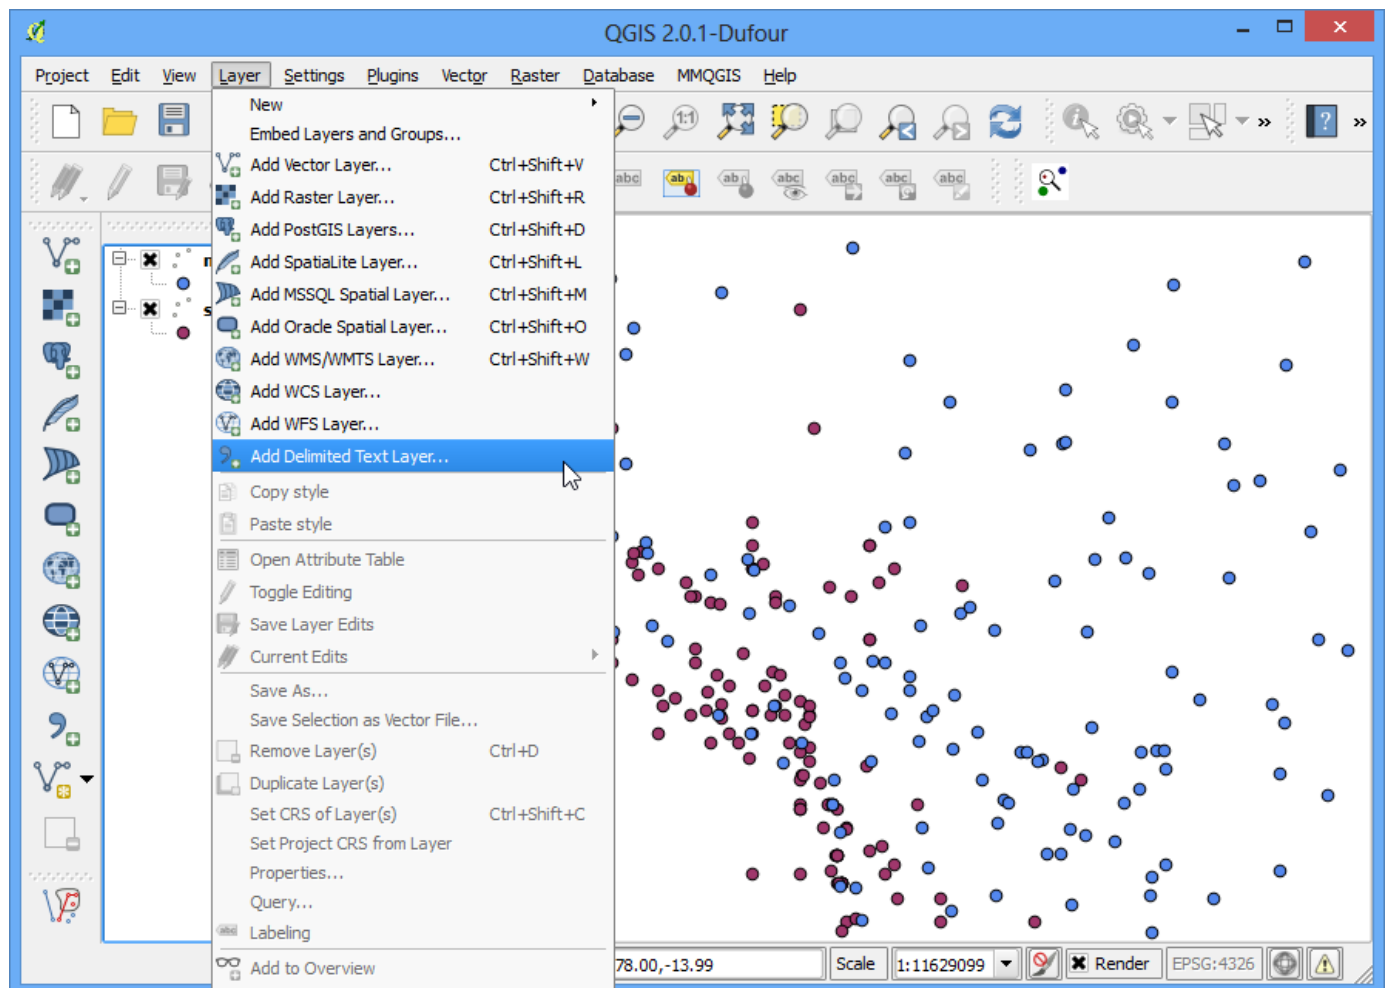 QGIS 2.0.1-Dufour
Project Edit View Layer Settings Plugins Vector Raster Database MMQGIS Help
New
Embed Layers and Groups...
Add Vector Layer... Ctrl+Shift+V
Add Raster Layer... Ctrl+Shift+R
Add PostGIS Layers... Ctrl+Shift+D
Add SpatiaLite Layer... Ctrl+Shift+L
Add MSSQL Spatial Layer... Ctrl+Shift+M
Add Oracle Spatial Layer... Ctrl+Shift+O
Add WMS/WMTS Layer... Ctrl+Shift+W
Add WCS Layer...
Add WFS Layer...
Add Delimited Text Layer...
Copy style
Paste style
Open Attribute Table
Toggle Editing
Save Layer Edits
Current Edits
Save As...
Save Selection as Vector File...
Remove Layer(s) Ctrl+D
Duplicate Layer(s)
Set CRS of Layer(s) Ctrl+Shift+C
Set Project CRS from Layer
Properties...
Query...
Labeling
Add to Overview
78.00,-13.99 Scale 1:11629099 Render EPSG:4326